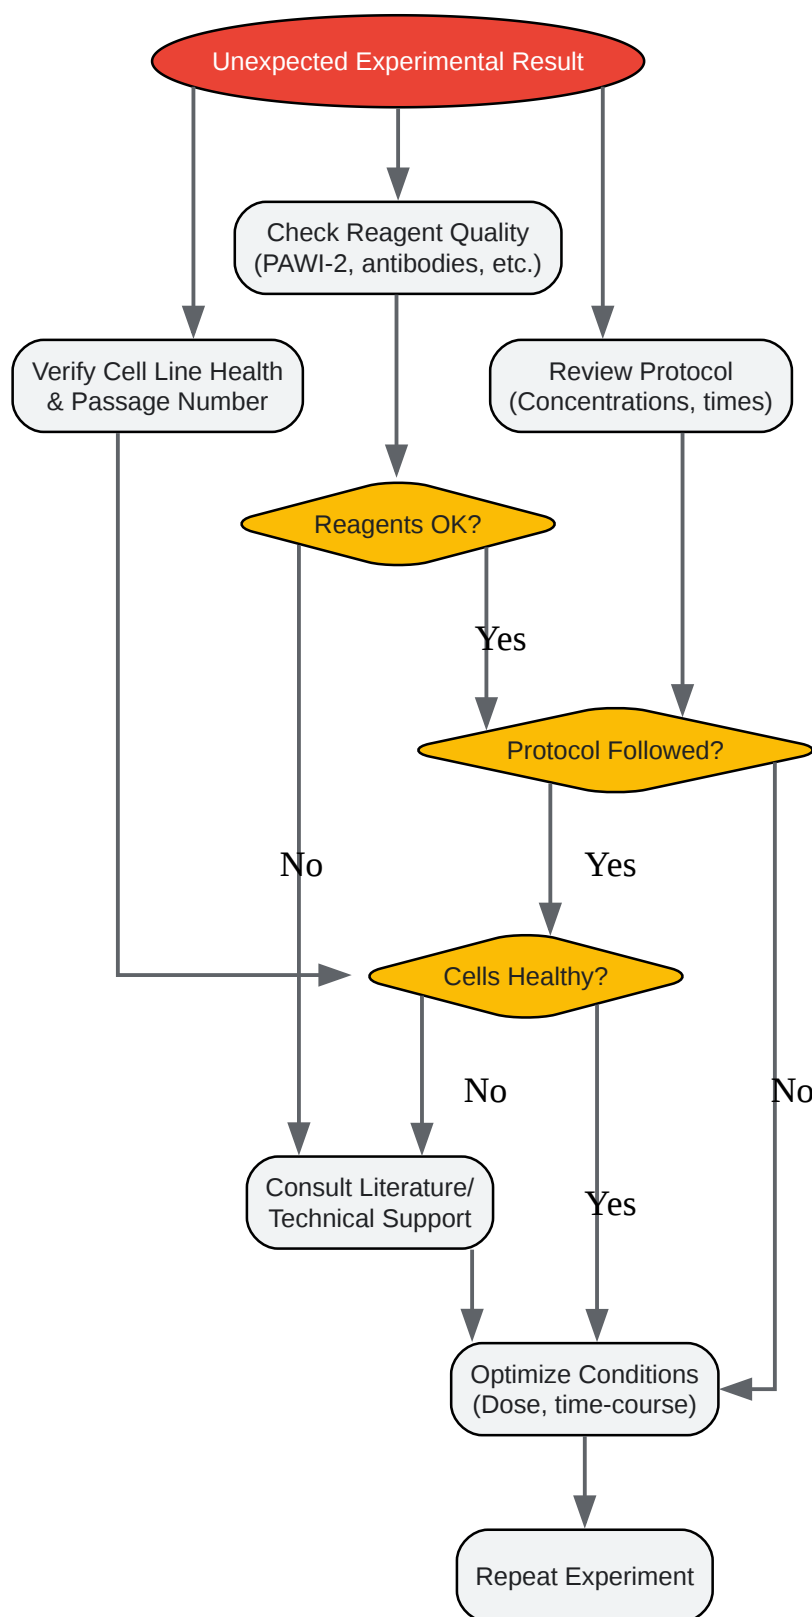 Unexpected Experimental Result
Check Reagent Quality
(PAWI-2, antibodies, etc.)
Verify Cell Line Health
& Passage Number
Review Protocol
(Concentrations, times)
Reagents OK?
Yes
Protocol Followed?
No
Yes
Cells Healthy?
No
No
Consult Literature/
Technical Support
Yes
Optimize Conditions
(Dose, time-course)
Repeat Experiment